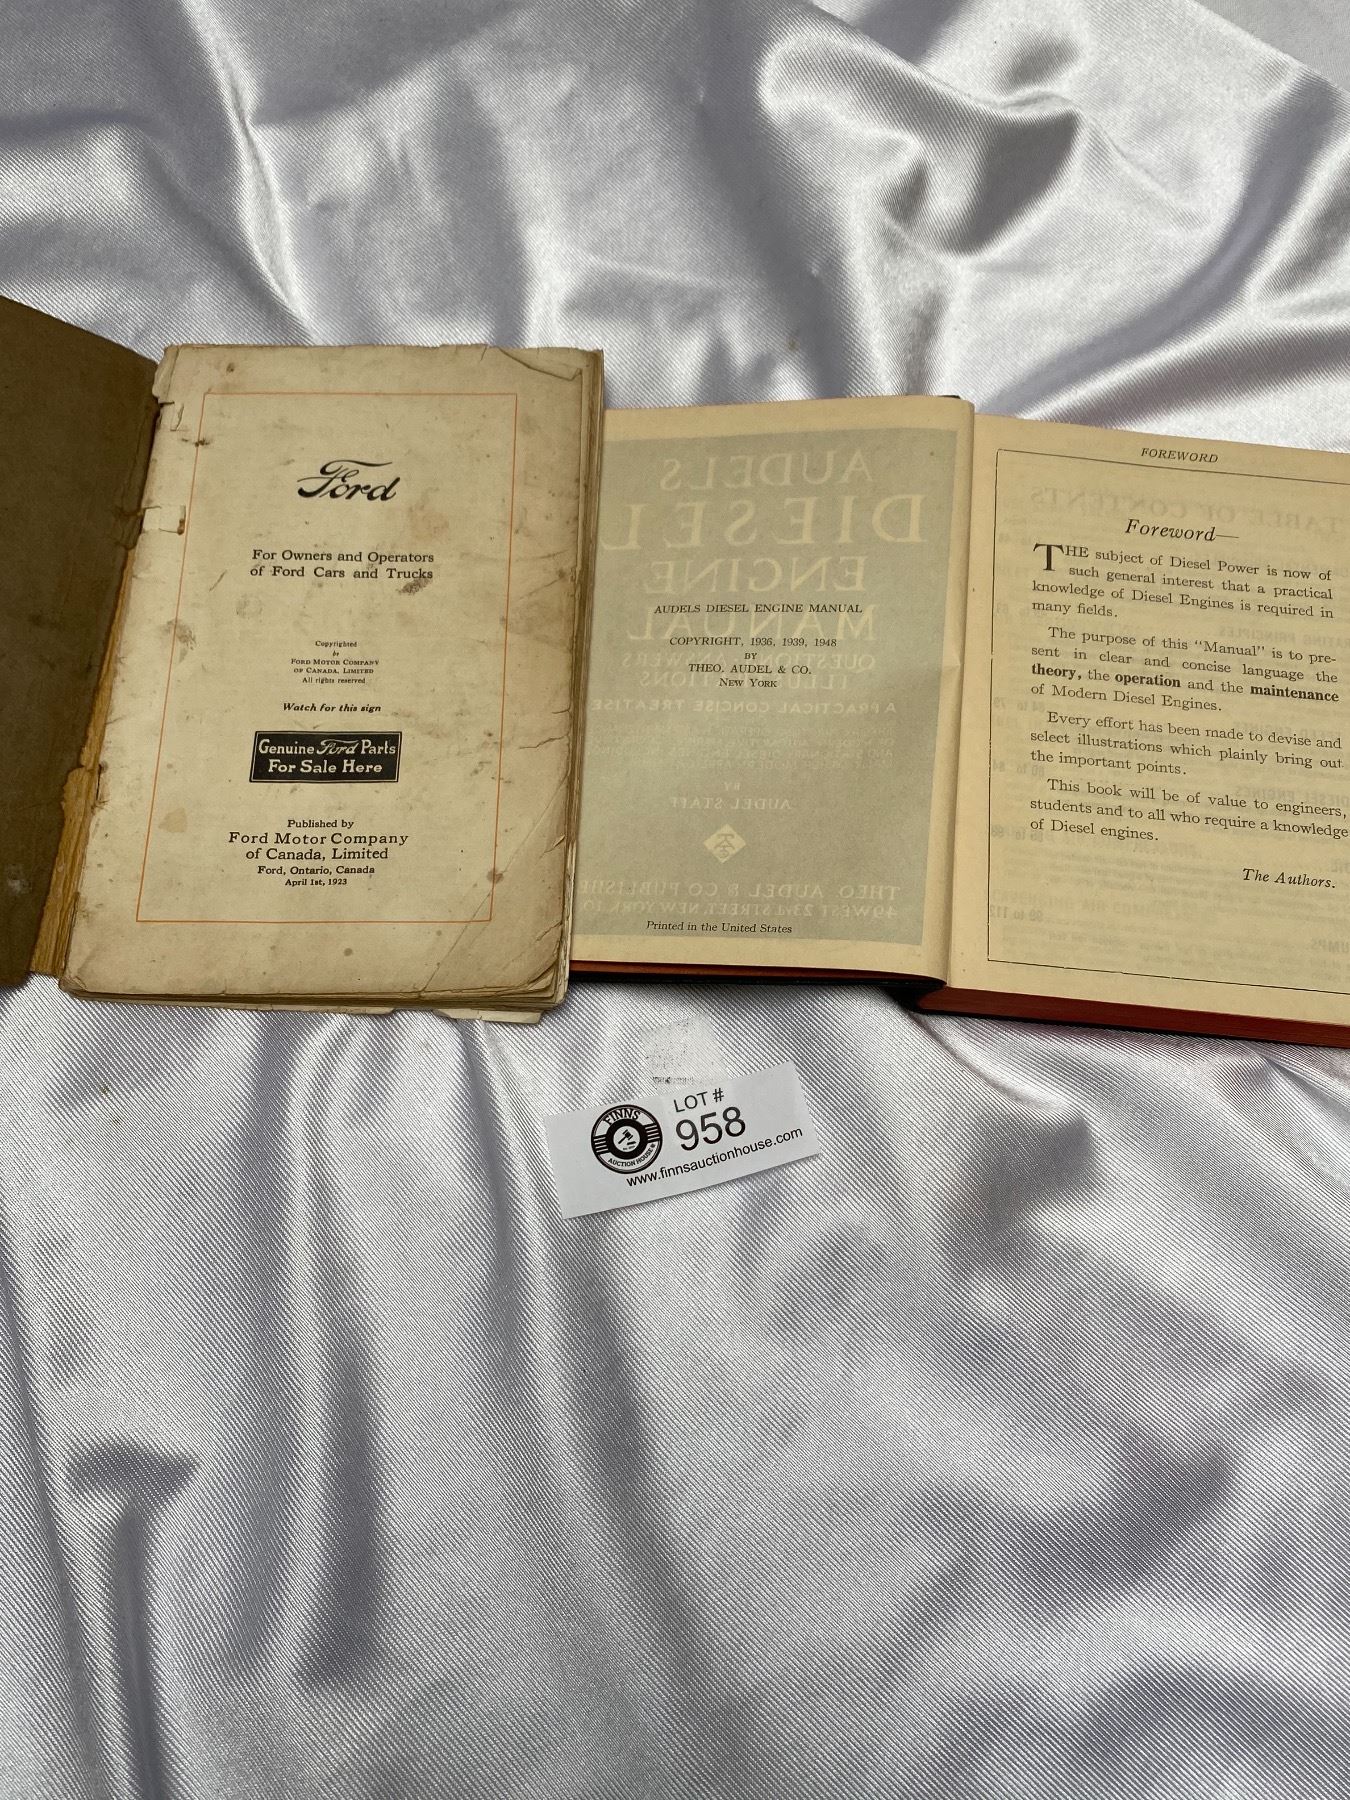 Ford
For Owners and Operators
of Ford Cars and Trucks
Copyrighted
by
Ford Motor Company
of Canada, Limited
All rights reserved
Watch for this sign
Genuine Ford Parts
For Sale Here
Published by
Ford Motor Company
of Canada, Limited
Ford, Ontario, Canada
April 1st, 1923
AUDELS DIESEL ENGINE MANUAL
COPYRIGHT, 1936, 1939, 1948
BY
THEO. AUDEL & CO.
New York
Printed in the United States
FOREWORD
Foreword—
THE subject of Diesel Power is now of
such general interest that a practical
knowledge of Diesel Engines is required in
many fields.
The purpose of this "Manual" is to pre-
sent in clear and concise language the
theory, the operation and the maintenance
of Modern Diesel Engines.
Every effort has been made to devise and
select illustrations which plainly bring out
the important points.
This book will be of value to engineers,
students and to all who require a knowledge
of Diesel engines.
The Authors.
FINNS
AUCTION HOUSE
LOT #
958
www.finnsauctionhouse.com